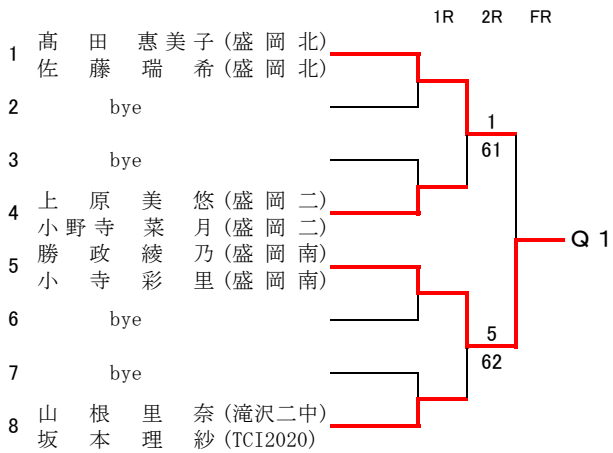 1R 2R FR
1 髙田 惠美子(盛岡北)
佐藤 瑞希(盛岡北)
2 bye
1
61
3 bye
4 上原 美悠(盛岡二)
小野寺 菜月(盛岡二)
Q1
5 勝政 綾乃(盛岡南)
小寺 彩里(盛岡南)
6 bye
5
62
7 bye
8 山根 里奈(滝沢二中)
坂本 理紗(TCI2020)